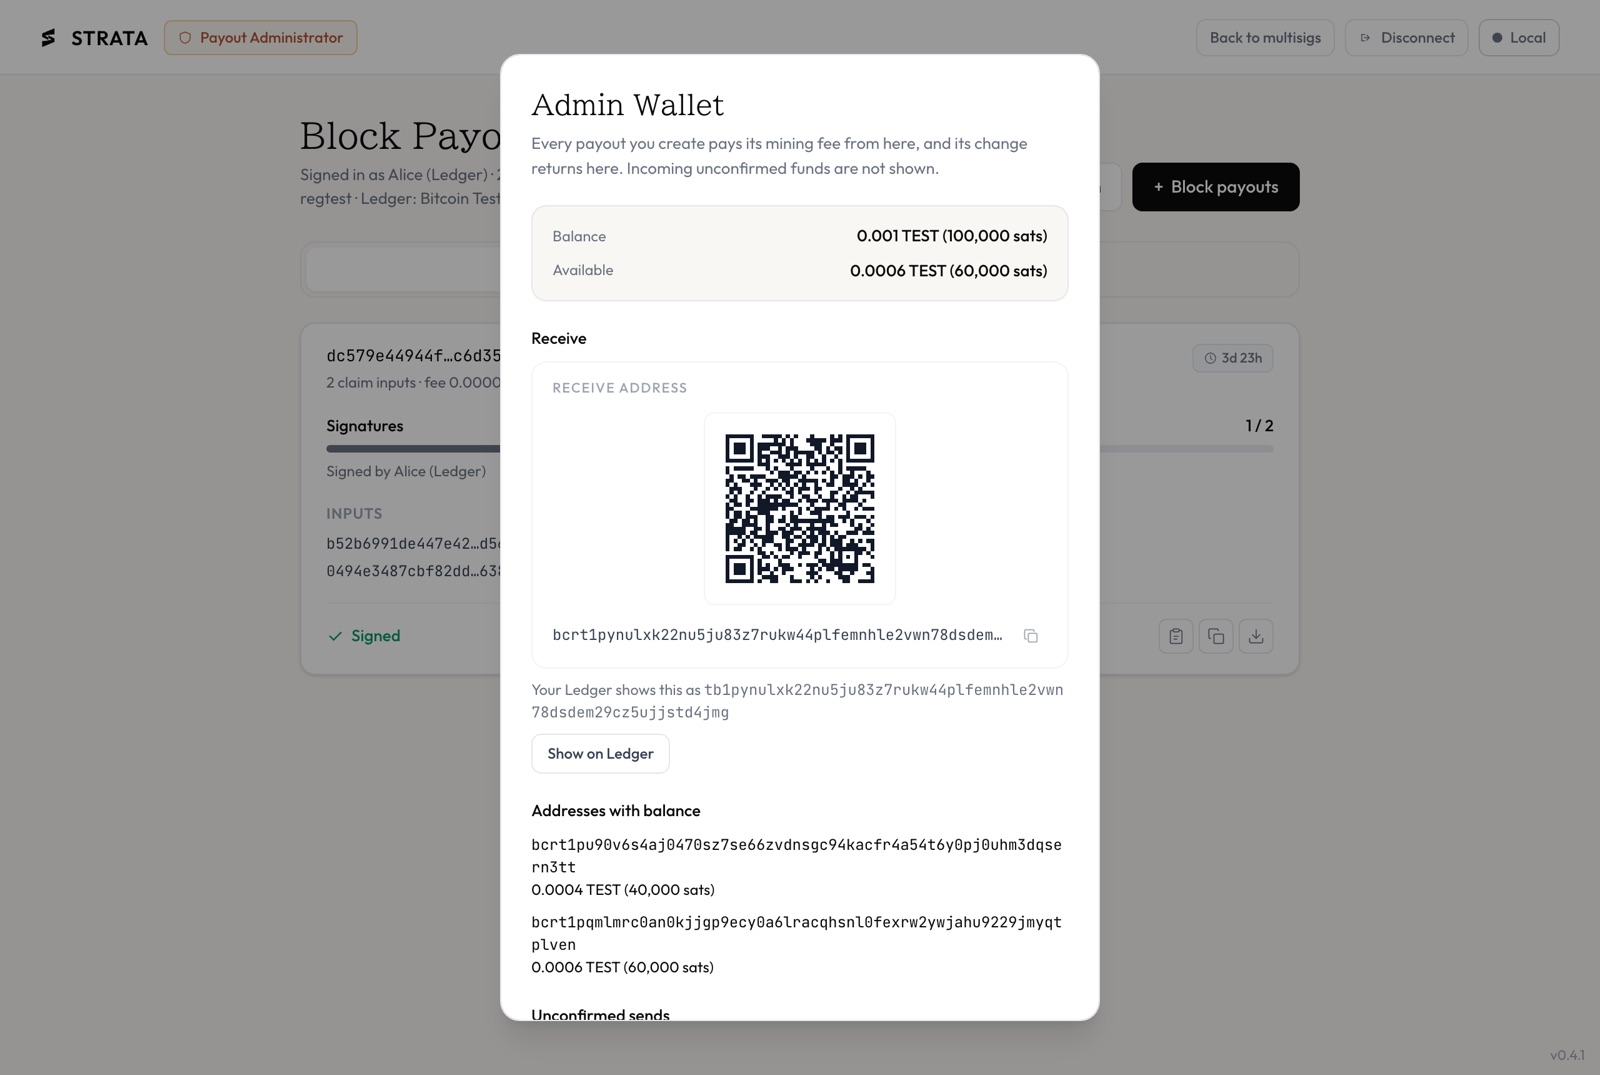 STRATA
Payout Administrator
Back to multisigs
Disconnect
Local
Block Payo
Signed in as Alice (Ledger) ·
regtest · Ledger: Bitcoin Test
+ Block payouts
dc579e44944f…c6d35
2 claim inputs · fee 0.0000
3d 23h
Signatures
1 / 2
Signed by Alice (Ledger)
INPUTS
b52b6991de447e42…d5
0494e3487cbf82dd…63
Signed
Admin Wallet
Every payout you create pays its mining fee from here, and its change
returns here. Incoming unconfirmed funds are not shown.
Balance
0.001 TEST (100,000 sats)
Available
0.0006 TEST (60,000 sats)
Receive
RECEIVE ADDRESS
bcrt1pynulxk22nu5ju83z7rukw44plfemnhle2vwn78dsdem…
Your Ledger shows this as tb1pynulxk22nu5ju83z7rukw44plfemnhle2vwn
78dsdem29cz5ujjstd4jmg
Show on Ledger
Addresses with balance
bcrt1pu90v6s4aj0470sz7se66zvdnsgc94kacfr4a54t6y0pj0uhm3dqse
rn3tt
0.0004 TEST (40,000 sats)
bcrt1pqmlmrc0an0kjjgp9ecy0a6lracqhsnl0fexrw2ywjahu9229jmyqt
plven
0.0006 TEST (60,000 sats)
Unconfirmed sends
v0.4.1